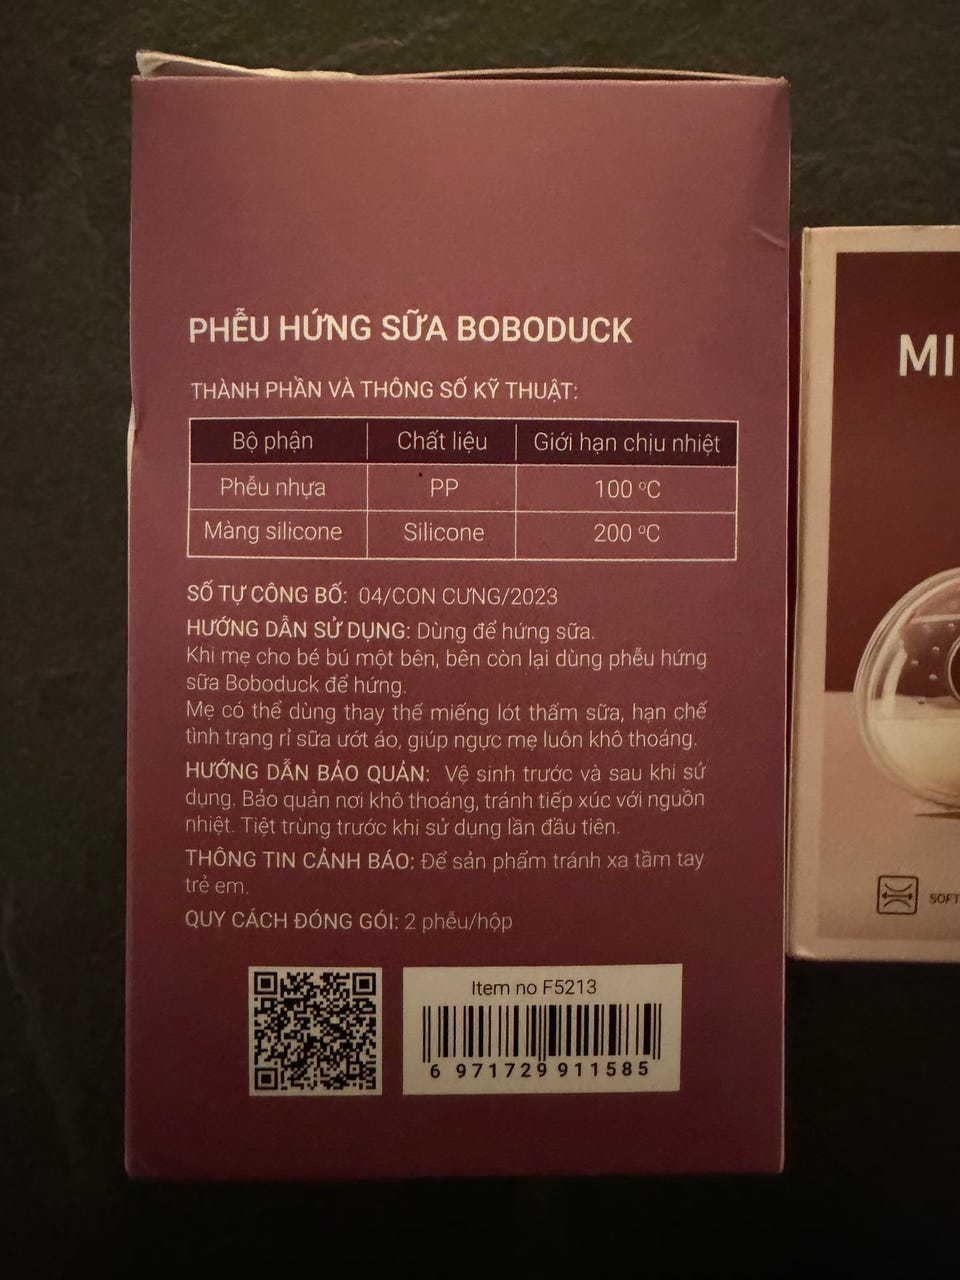 PHỄU HỨNG SỮA BOBODUCK
THÀNH PHẦN VÀ THÔNG SỐ KỸ THUẬT:
Bộ phận Chất liệu Giới hạn chịu nhiệt
Phễu nhựa PP 100 ºC
Màng silicone Silicone 200 ºC
SỐ TỰ CÔNG BỐ: 04/CON CƯNG/2023
HƯỚNG DẪN SỬ DỤNG: Dùng để hứng sữa.
Khi mẹ cho bé bú một bên, bên còn lại dùng phễu hứng
sữa Boboduck để hứng.
Mẹ có thể dùng thay thế miếng lót thấm sữa, hạn chế
tình trạng rỉ sữa ướt áo, giúp ngực mẹ luôn khô thoáng.
HƯỚNG DẪN BẢO QUẢN: Vệ sinh trước và sau khi sử
dụng. Bảo quản nơi khô thoáng, tránh tiếp xúc với nguồn
nhiệt. Tiệt trùng trước khi sử dụng lần đầu tiên.
THÔNG TIN CẢNH BÁO: Để sản phẩm tránh xa tầm tay
trẻ em.
QUY CÁCH ĐÓNG GÓI: 2 phễu/hộp
Item no F5213
6 971729 911585
MI
SOFT